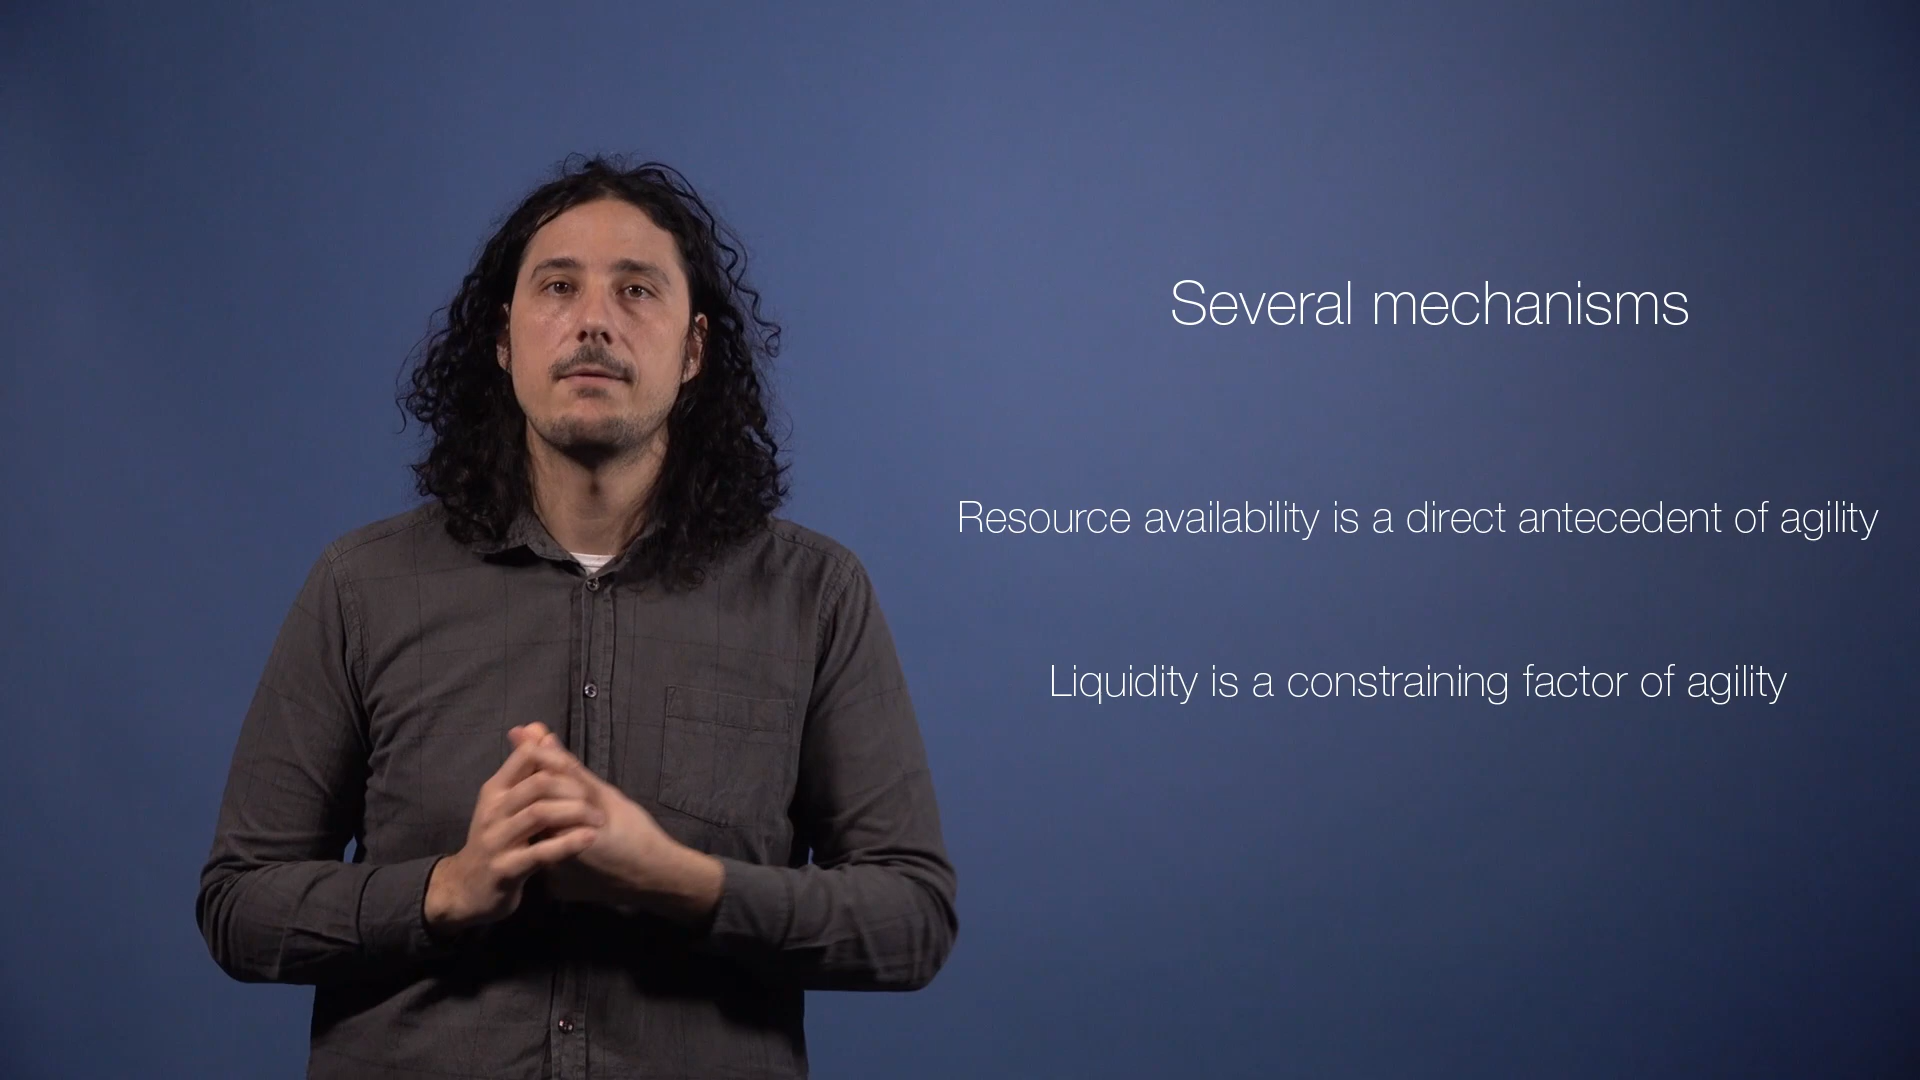 Several mechanisms
Resource availability is a direct antecedent of agility
Liquidity is a constraining factor of agility